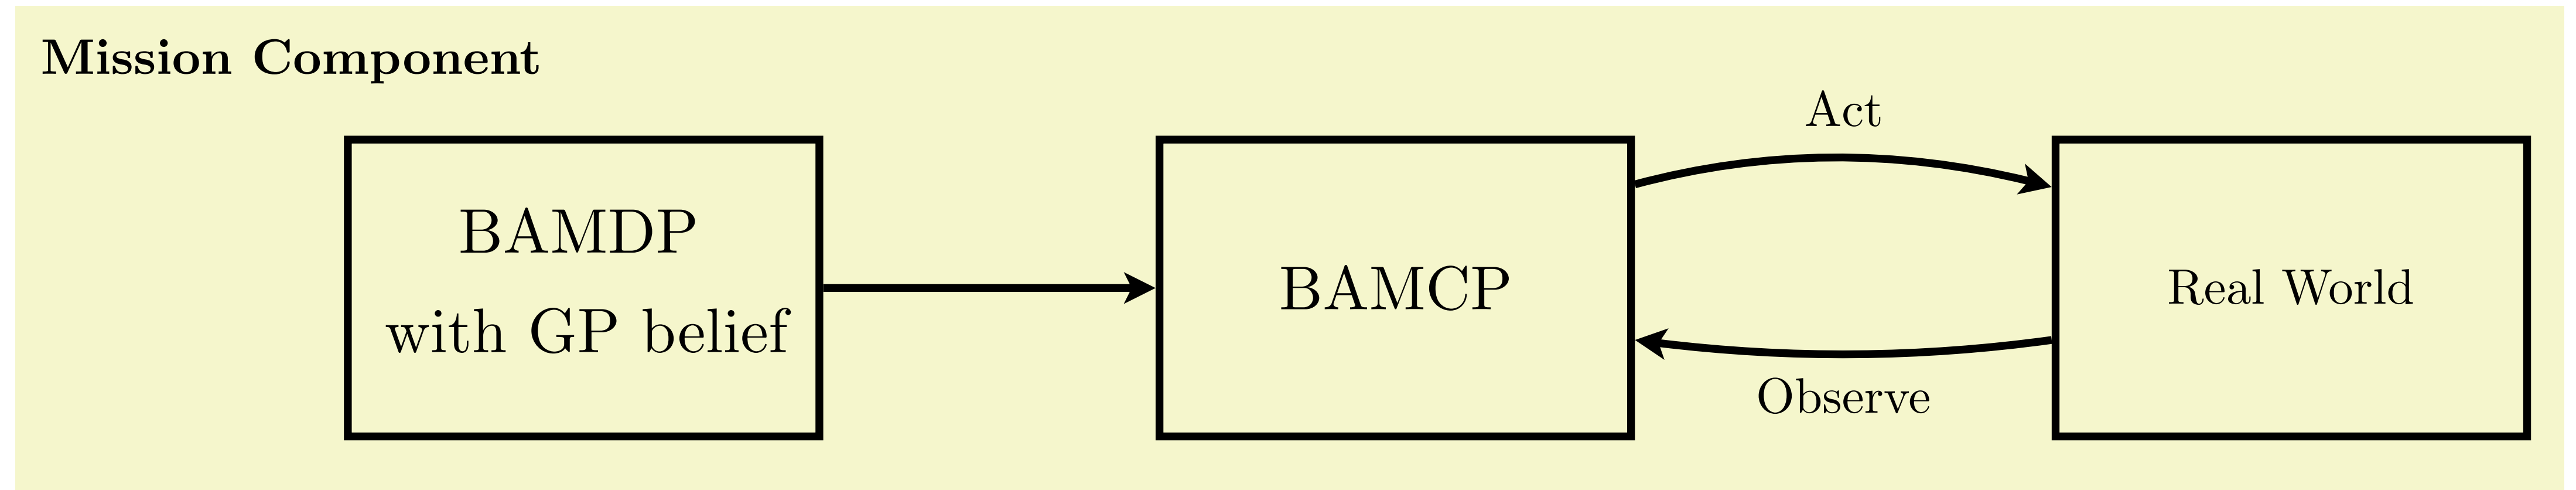 Mission Component
Act
BAMDP
with GP belief
BAMCP
Real World
Observe